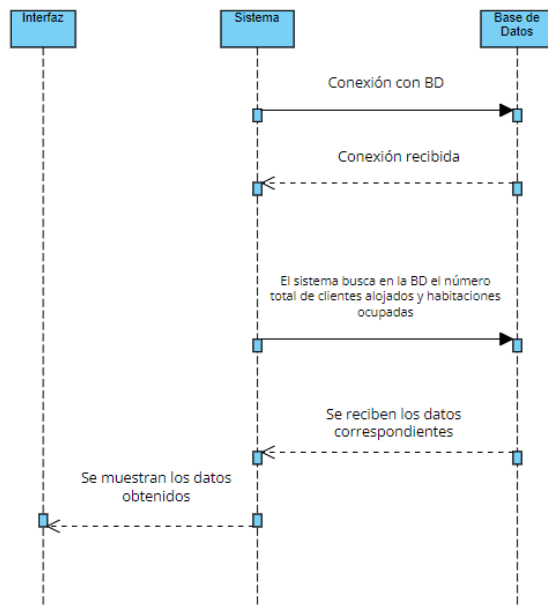 Interfaz
Sistema
Base de
Datos
Conexión con BD
Conexión recibida
El sistema busca en la BD el número
total de clientes alojados y habitaciones
ocupadas
Se reciben los datos
correspondientes
Se muestran los datos
obtenidos